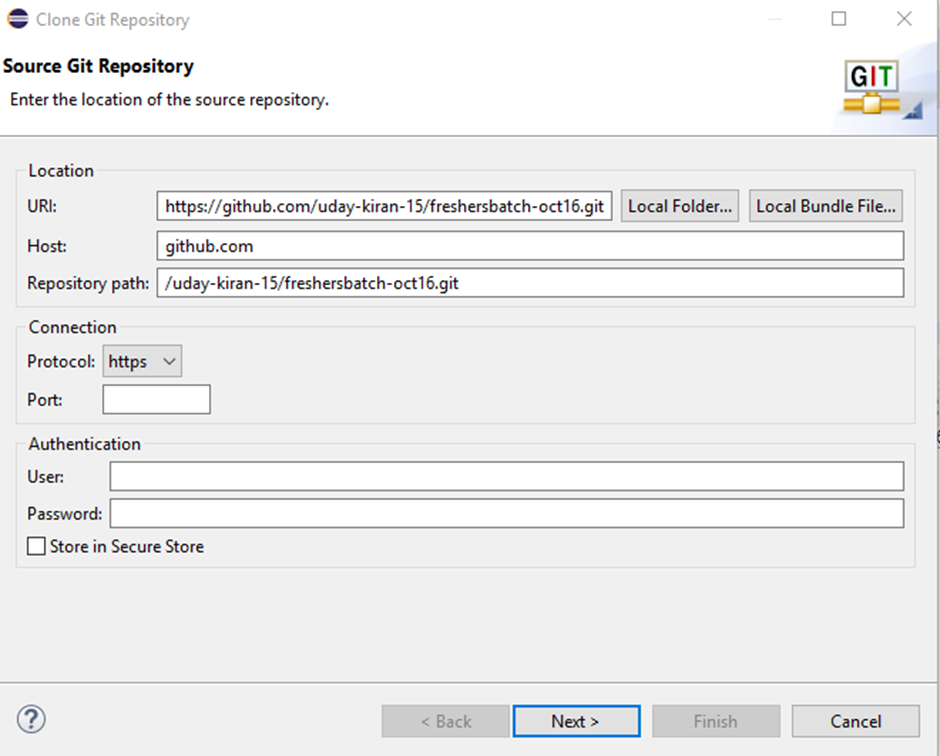 Clone Git Repository
Source Git Repository
Enter the location of the source repository.
GIT
Location
URI: https://github.com/uday-kiran-15/freshersbatch-oct16.git Local Folder... Local Bundle File...
Host: github.com
Repository path: /uday-kiran-15/freshersbatch-oct16.git
Connection
Protocol: https
Port:
Authentication
User:
Password:
Store in Secure Store
? < Back Next > Finish Cancel